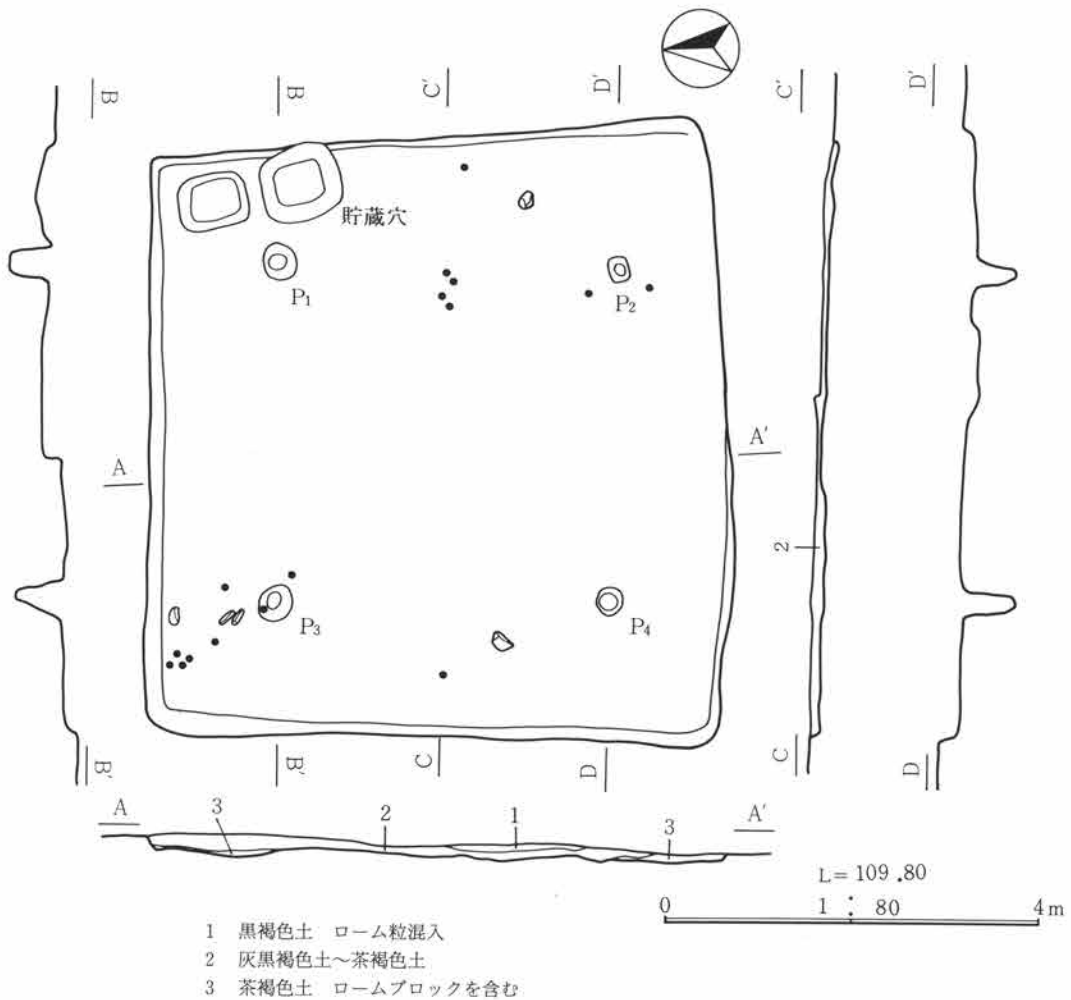 B B C' D' C' D'
貯蔵穴
P₁ P₂
A A'
2
P₃ P₄
B' B' C D C D
A 3 2 1 3 A'
L= 109.80
0 1:80 4m
1 黒褐色土 ローム粒混入
2 灰黒褐色土～茶褐色土
3 茶褐色土 ロームブロックを含む